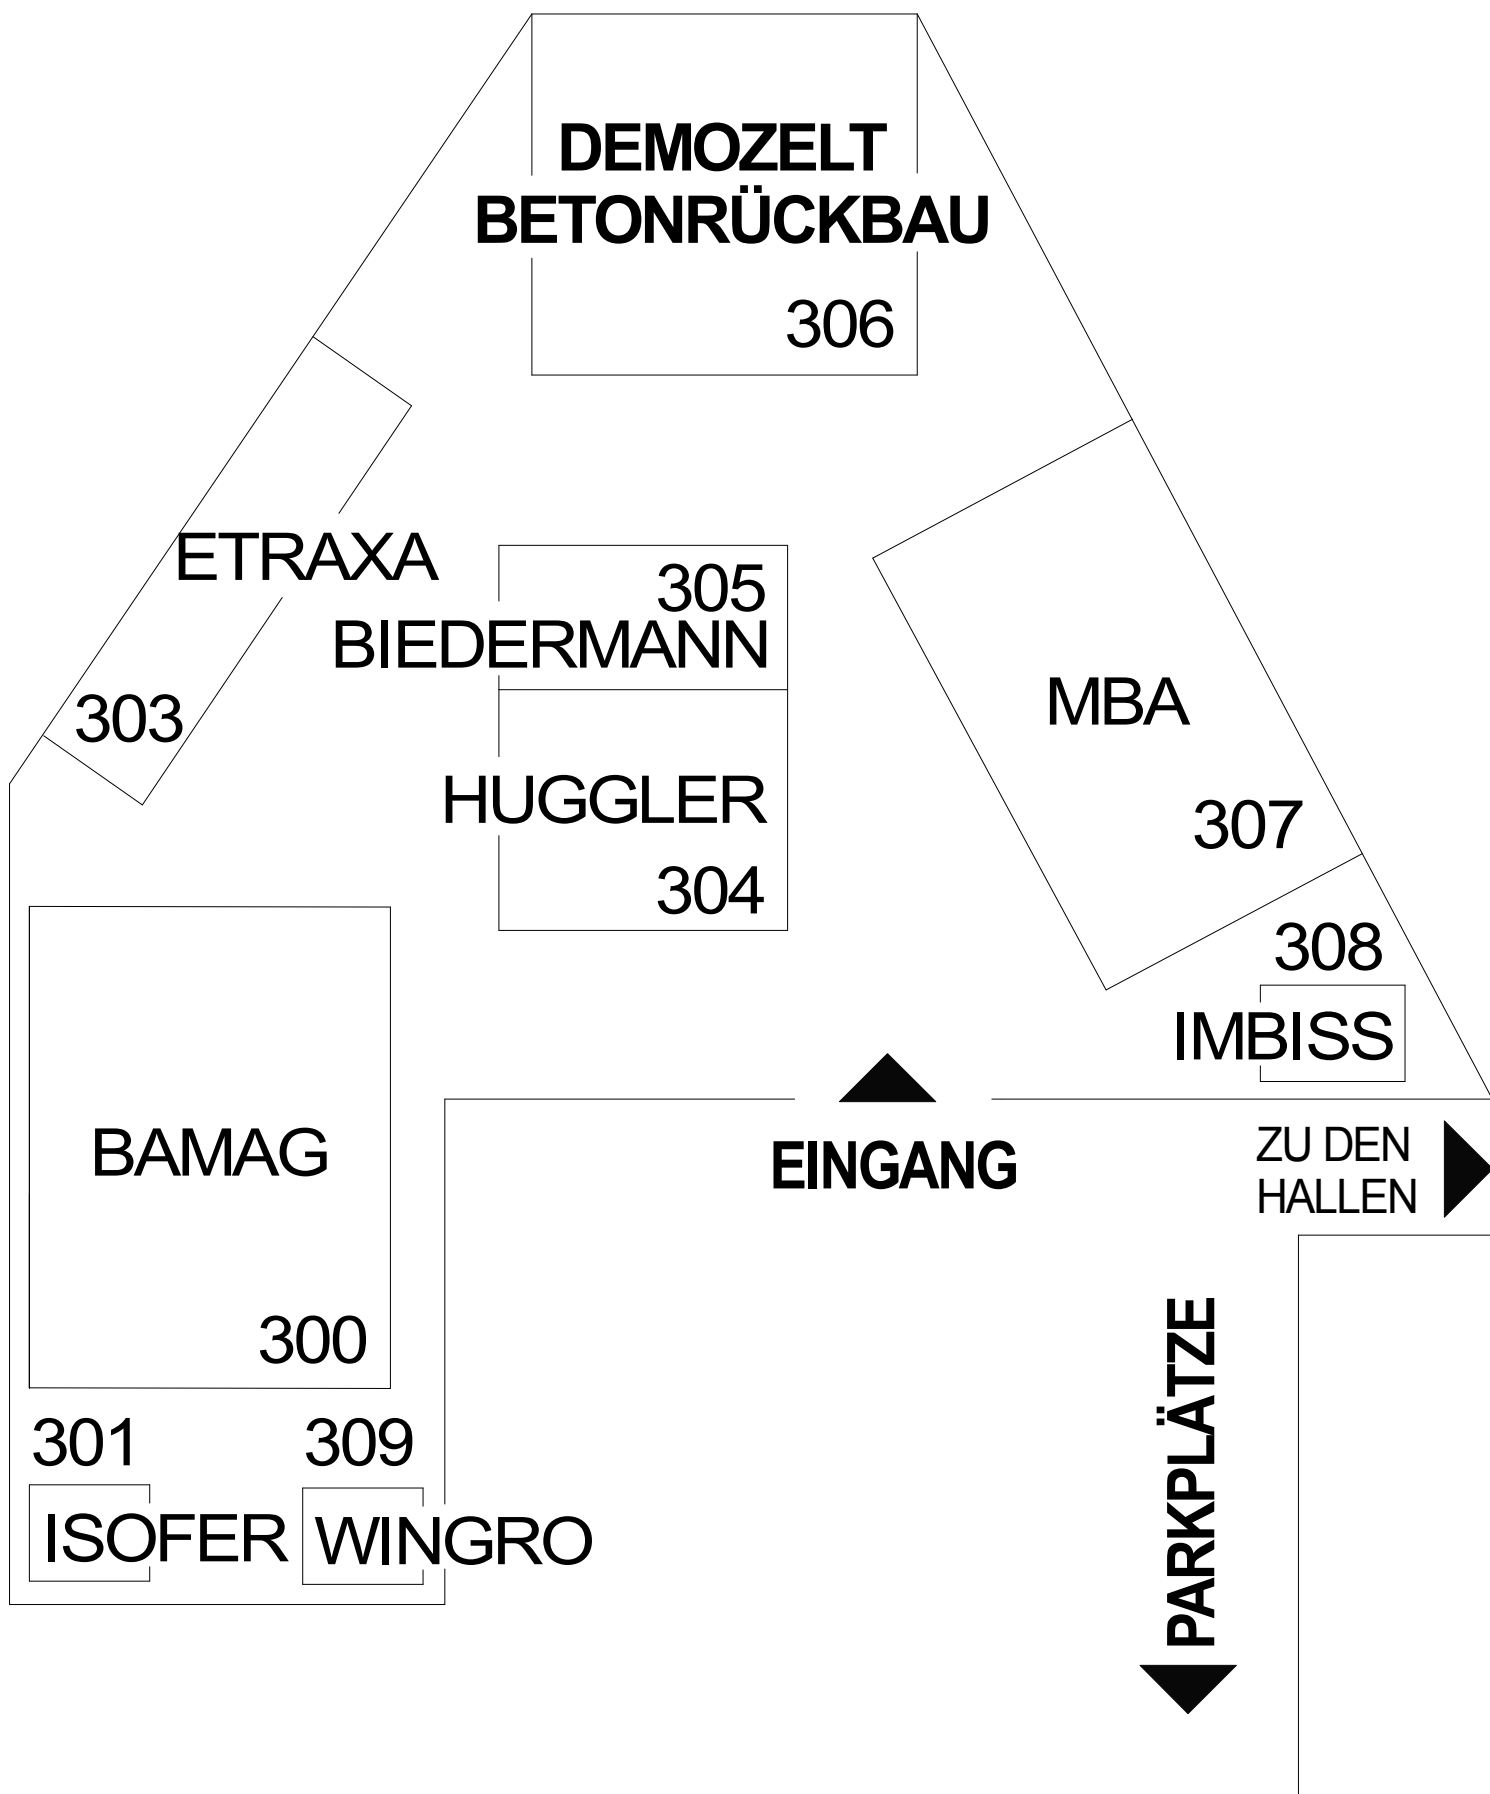 DEMOZELT
BETONRÜCKBAU
306
ETRAXA
303
305
BIEDERMANN
HUGGLER
304
MBA
307
308
IMBISS
BAMAG
300
301
ISOFER
309
WINGRO
EINGANG
ZU DEN
HALLEN
PARKPLÄTZE